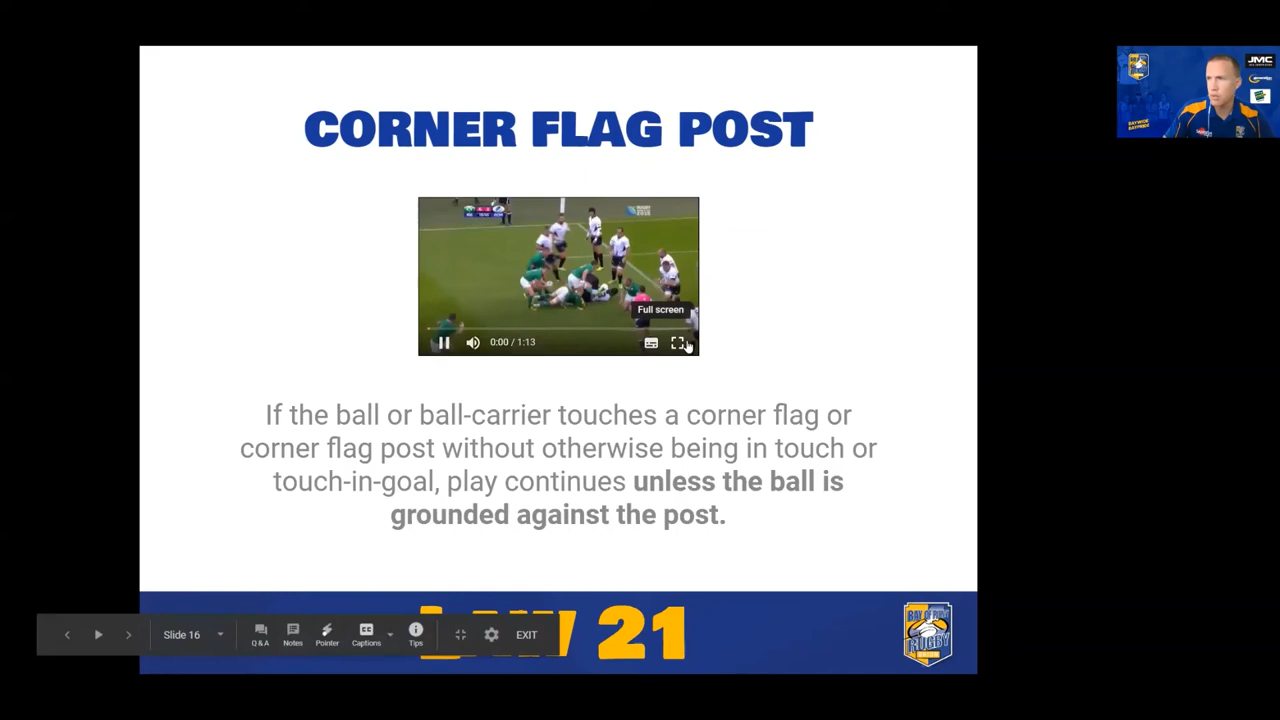 CORNER FLAG POST
JMC
Full screen
0:00 / 1:13
If the ball or ball-carrier touches a corner flag or
corner flag post without otherwise being in touch or
touch-in-goal, play continues unless the ball is
grounded against the post.
21
RUGBY
UNION
Slide 16
Q & A
Notes
Pointer
Captions
Tips
EXIT